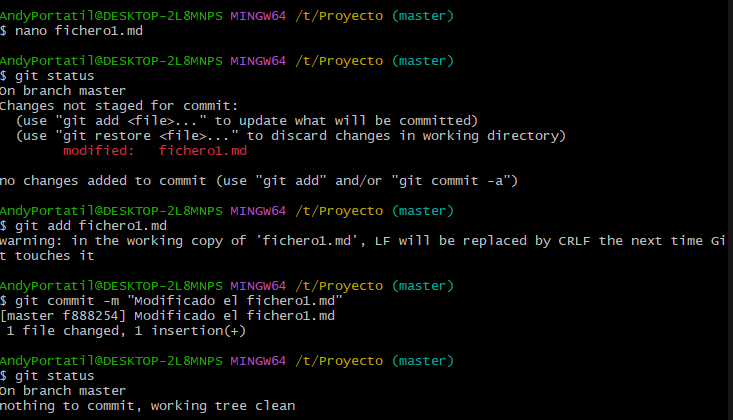 AndyPortatil@DESKTOP-2L8MNPS MINGW64 /t/Proyecto (master)
$ nano fichero1.md
AndyPortatil@DESKTOP-2L8MNPS MINGW64 /t/Proyecto (master)
$ git status
On branch master
Changes not staged for commit:
  (use "git add <file>..." to update what will be committed)
  (use "git restore <file>..." to discard changes in working directory)
        modified:   fichero1.md
no changes added to commit (use "git add" and/or "git commit -a")
AndyPortatil@DESKTOP-2L8MNPS MINGW64 /t/Proyecto (master)
$ git add fichero1.md
warning: in the working copy of 'fichero1.md', LF will be replaced by CRLF the next time Gi
t touches it
AndyPortatil@DESKTOP-2L8MNPS MINGW64 /t/Proyecto (master)
$ git commit -m "Modificado el fichero1.md"
[master f888254] Modificado el fichero1.md
 1 file changed, 1 insertion(+)
AndyPortatil@DESKTOP-2L8MNPS MINGW64 /t/Proyecto (master)
$ git status
On branch master
nothing to commit, working tree clean